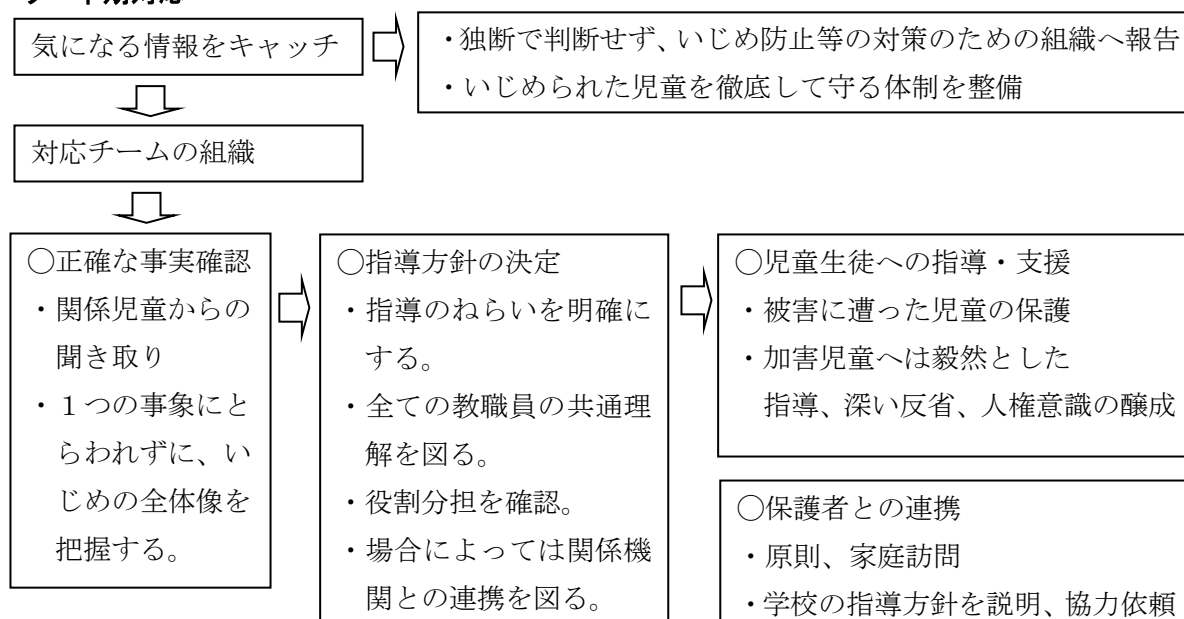 気になる情報をキャッチ
・独断で判断せず、いじめ防止等の対策のための組織へ報告
・いじめられた児童を徹底して守る体制を整備
対応チームの組織
○正確な事実確認
・関係児童からの
聞き取り
・１つの事象にと
らわれずに、い
じめの全体像を
把握する。
○指導方針の決定
・指導のねらいを明確に
する。
・全ての教職員の共通理
解を図る。
・役割分担を確認。
・場合によっては関係機
関との連携を図る。
○児童生徒への指導・支援
・被害に遭った児童の保護
・加害児童へは毅然とした
指導、深い反省、人権意識の醸成
○保護者との連携
・原則、家庭訪問
・学校の指導方針を説明、協力依頼